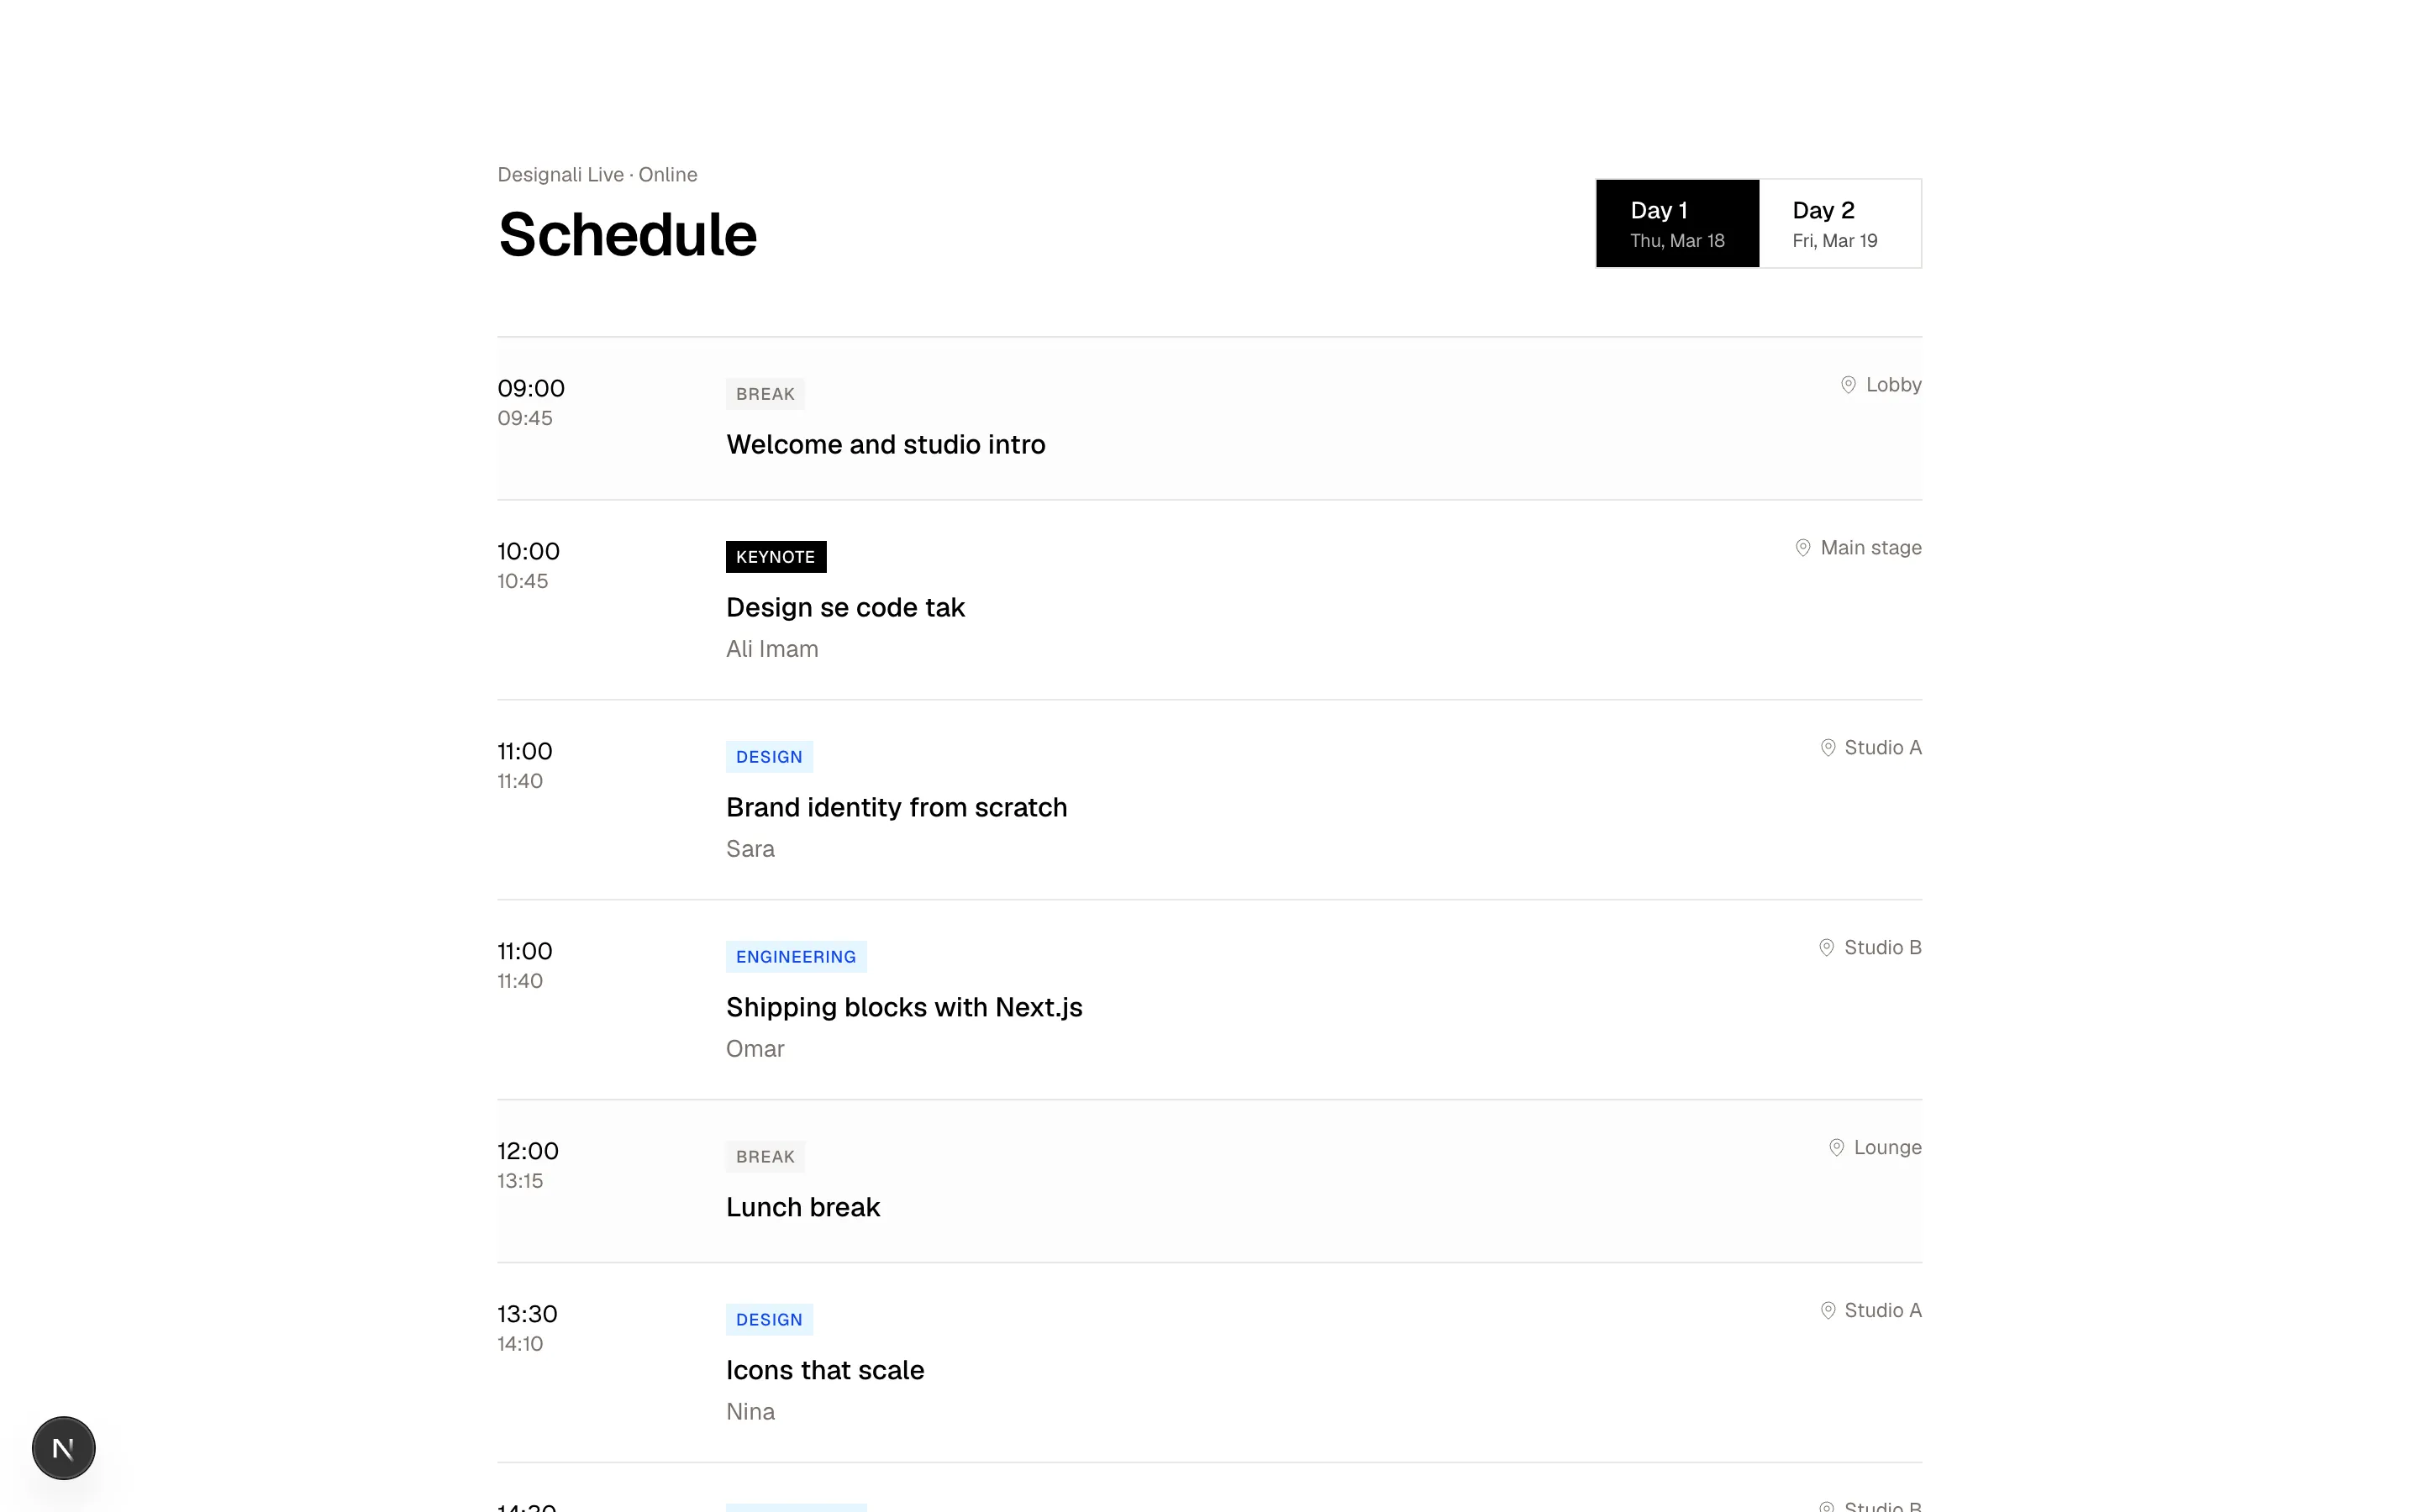 Designali Live · Online
Schedule
Day 1
Thu, Mar 18
Day 2
Fri, Mar 19
09:00
09:45
BREAK
Welcome and studio intro
Lobby
10:00
10:45
KEYNOTE
Design se code tak
Ali Imam
Main stage
11:00
11:40
DESIGN
Brand identity from scratch
Sara
Studio A
11:00
11:40
ENGINEERING
Shipping blocks with Next.js
Omar
Studio B
12:00
13:15
BREAK
Lunch break
Lounge
13:30
14:10
DESIGN
Icons that scale
Nina
Studio A
N
Studio B